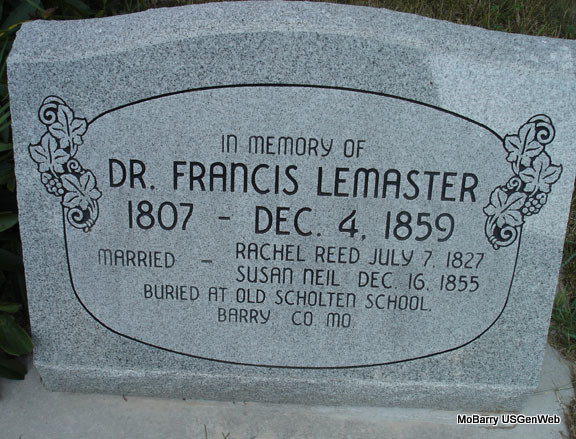 IN MEMORY OF
DR. FRANCIS LEMASTER
1807 - DEC. 4, 1859
MARRIED - RACHEL REED JULY 7, 1827
SUSAN NEIL DEC. 16, 1855
BURIED AT OLD SCHOLTEN SCHOOL,
BARRY CO MO
MoBarry USGenWeb